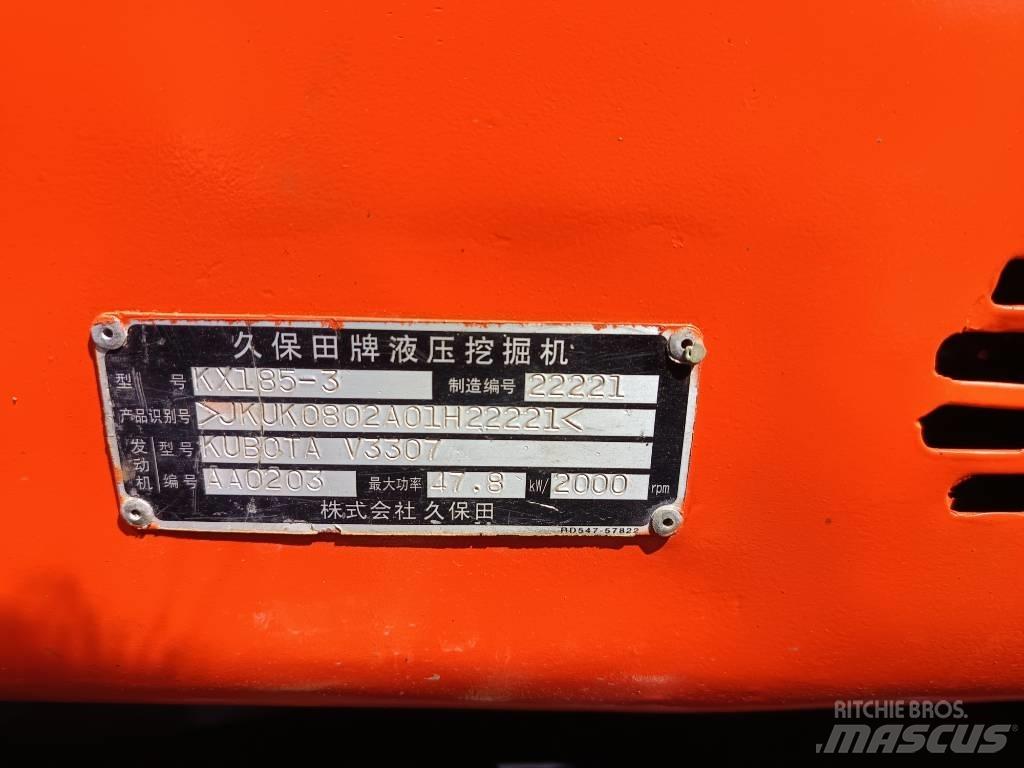 久保田牌液压挖掘机
型号 KX185-3 制造编号 22221
产品识别号 >JKUK0802A01H22221<
发动机 型号 KUBOTA V3307
编号 AA0203 最大功率 47.8 kW/ 2000 rpm
株式会社 久保田
RD547-57822
RITCHIE BROS.
MASCUS